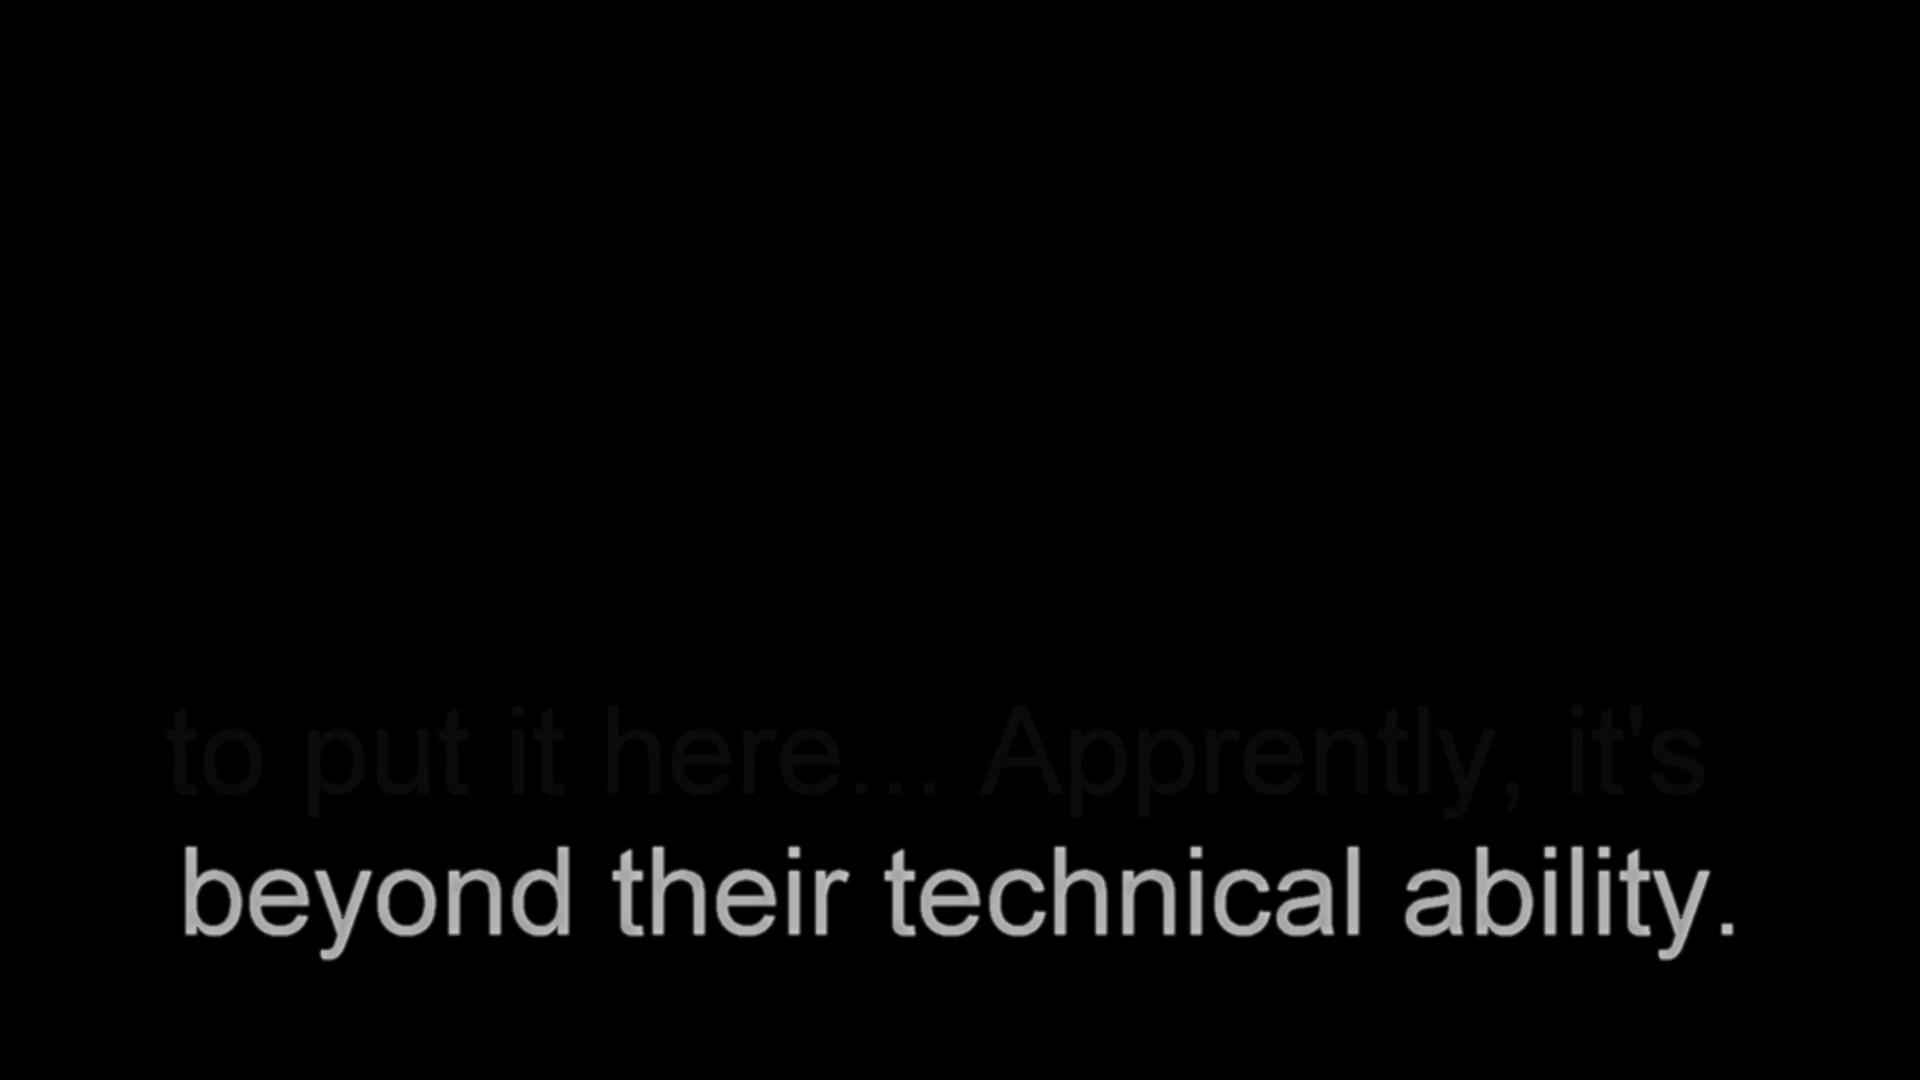 to put it here... Apprently, it's
beyond their technical ability.